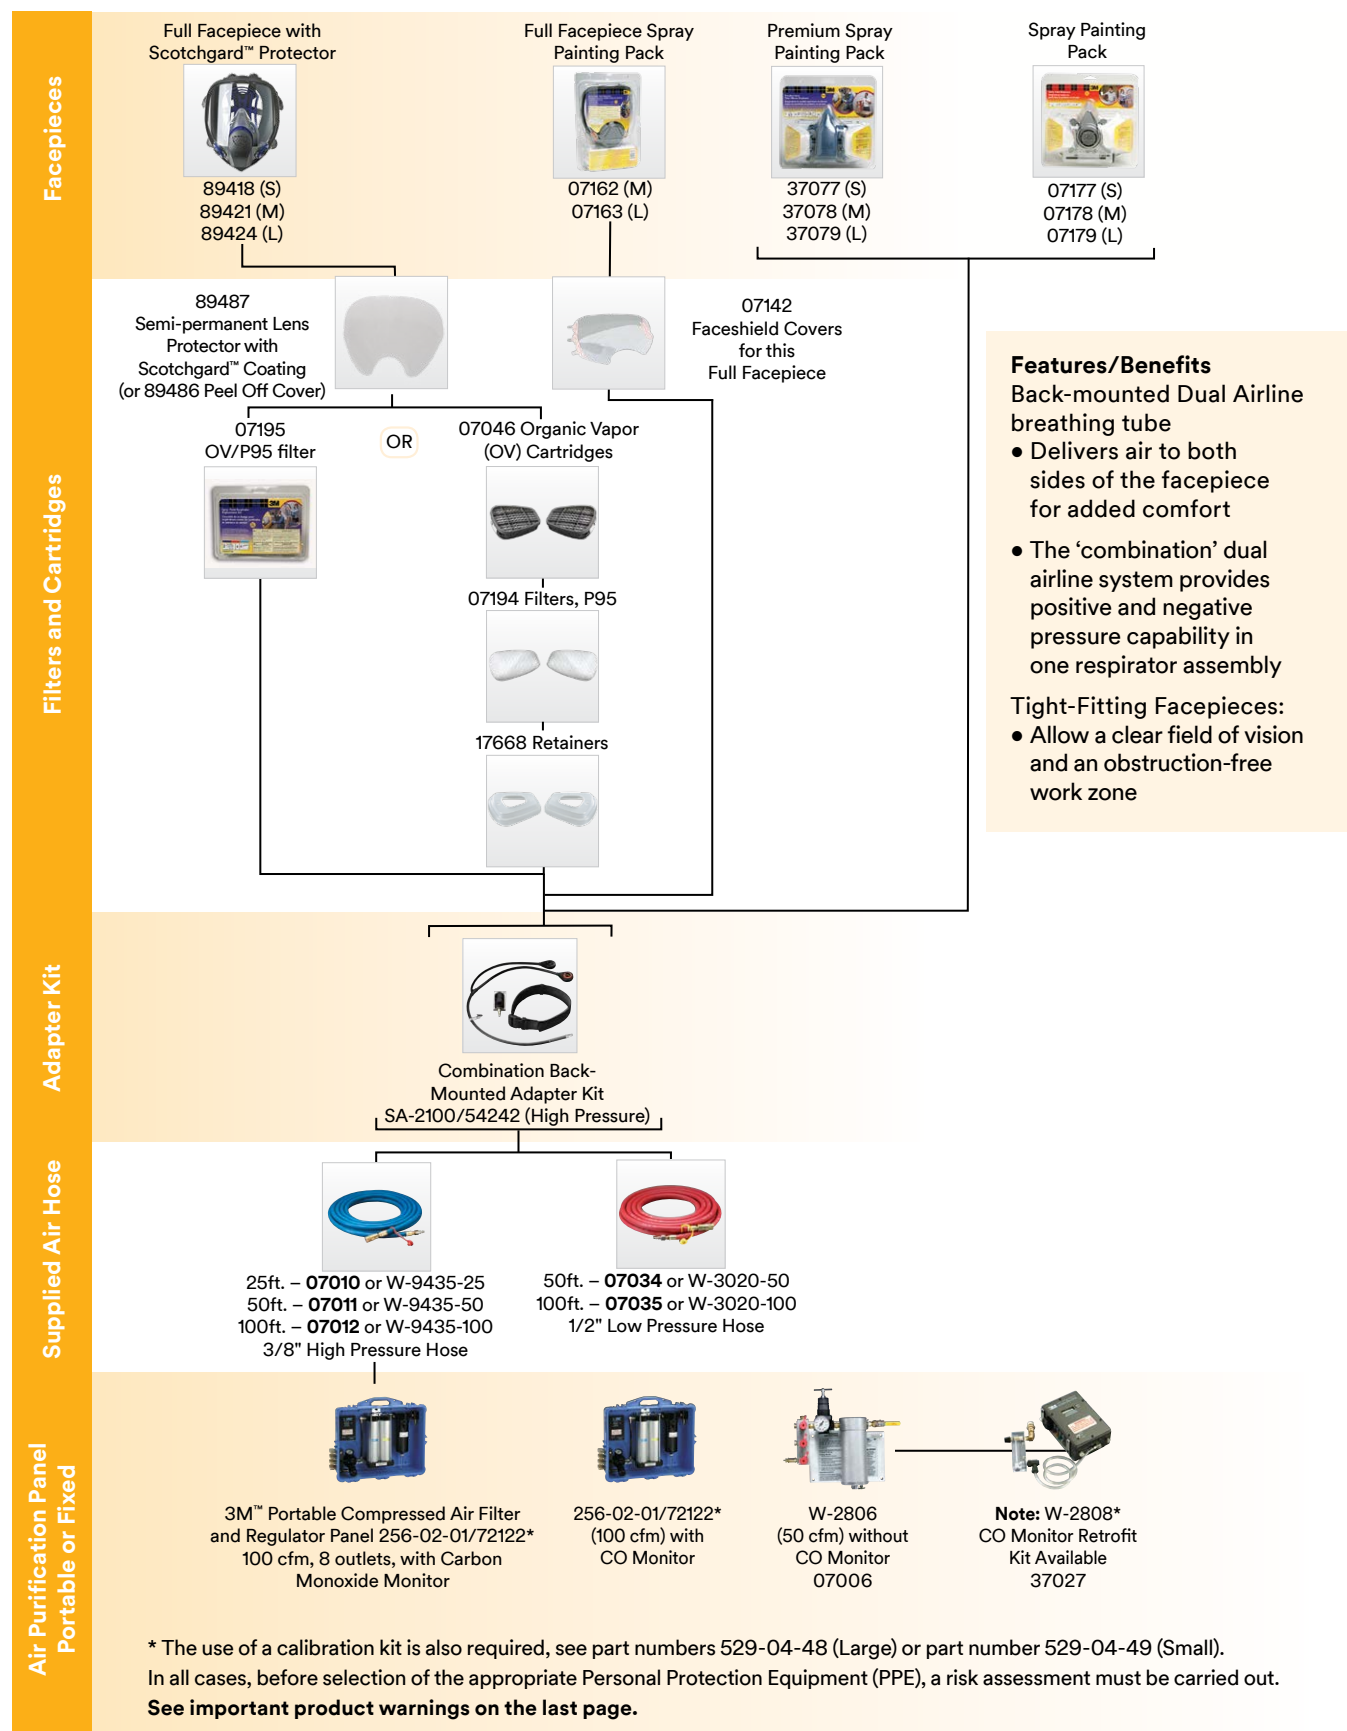 Facepieces
Full Facepiece with
Scotchgard™ Protector
89418 (S)
89421 (M)
89424 (L)
Full Facepiece Spray
Painting Pack
07162 (M)
07163 (L)
Premium Spray
Painting Pack
37077 (S)
37078 (M)
37079 (L)
Spray Painting
Pack
07177 (S)
07178 (M)
07179 (L)
Filters and Cartridges
89487
Semi-permanent Lens
Protector with
Scotchgard™ Coating
(or 89486 Peel Off Cover)
07142
Faceshield Covers
for this
Full Facepiece
07195
OV/P95 filter
OR
07046 Organic Vapor
(OV) Cartridges
3M
07194 Filters, P95
17668 Retainers
Features/Benefits
Back-mounted Dual Airline
breathing tube
• Delivers air to both
sides of the facepiece
for added comfort
• The ‘combination’ dual
airline system provides
positive and negative
pressure capability in
one respirator assembly
Tight-Fitting Facepieces:
• Allow a clear field of vision
and an obstruction-free
work zone
Adapter Kit
Combination Back-
Mounted Adapter Kit
SA-2100/54242 (High Pressure)
Supplied Air Hose
25ft. – 07010 or W-9435-25
50ft. – 07011 or W-9435-50
100ft. – 07012 or W-9435-100
3/8" High Pressure Hose
50ft. – 07034 or W-3020-50
100ft. – 07035 or W-3020-100
1/2" Low Pressure Hose
Air Purification Panel
Portable or Fixed
3M™ Portable Compressed Air Filter
and Regulator Panel 256-02-01/72122*
100 cfm, 8 outlets, with Carbon
Monoxide Monitor
256-02-01/72122*
(100 cfm) with
CO Monitor
W-2806
(50 cfm) without
CO Monitor
07006
Note: W-2808*
CO Monitor Retrofit
Kit Available
37027
* The use of a calibration kit is also required, see part numbers 529-04-48 (Large) or part number 529-04-49 (Small).
In all cases, before selection of the appropriate Personal Protection Equipment (PPE), a risk assessment must be carried out.
See important product warnings on the last page.